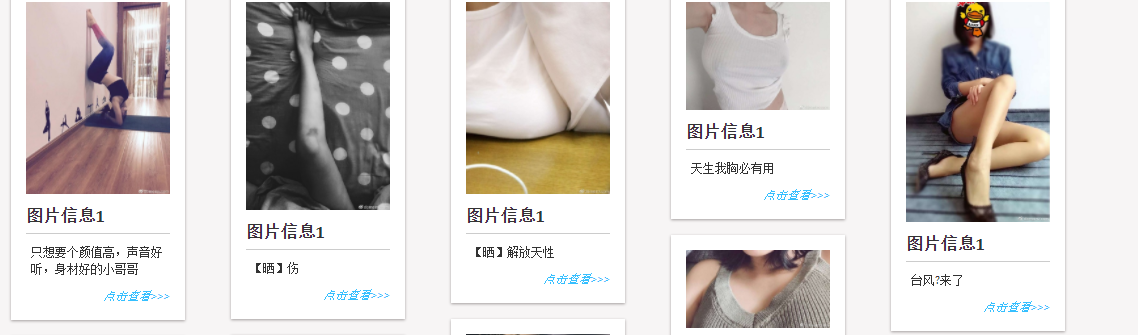 图片信息1
只想要个颜值高，声音好
听，身材好的小哥哥
点击查看>>>
图片信息1
【晒】伤
点击查看>>>
图片信息1
【晒】解放天性
点击查看>>>
图片信息1
天生我胸必有用
点击查看>>>
图片信息1
台风?来了
点击查看>>>